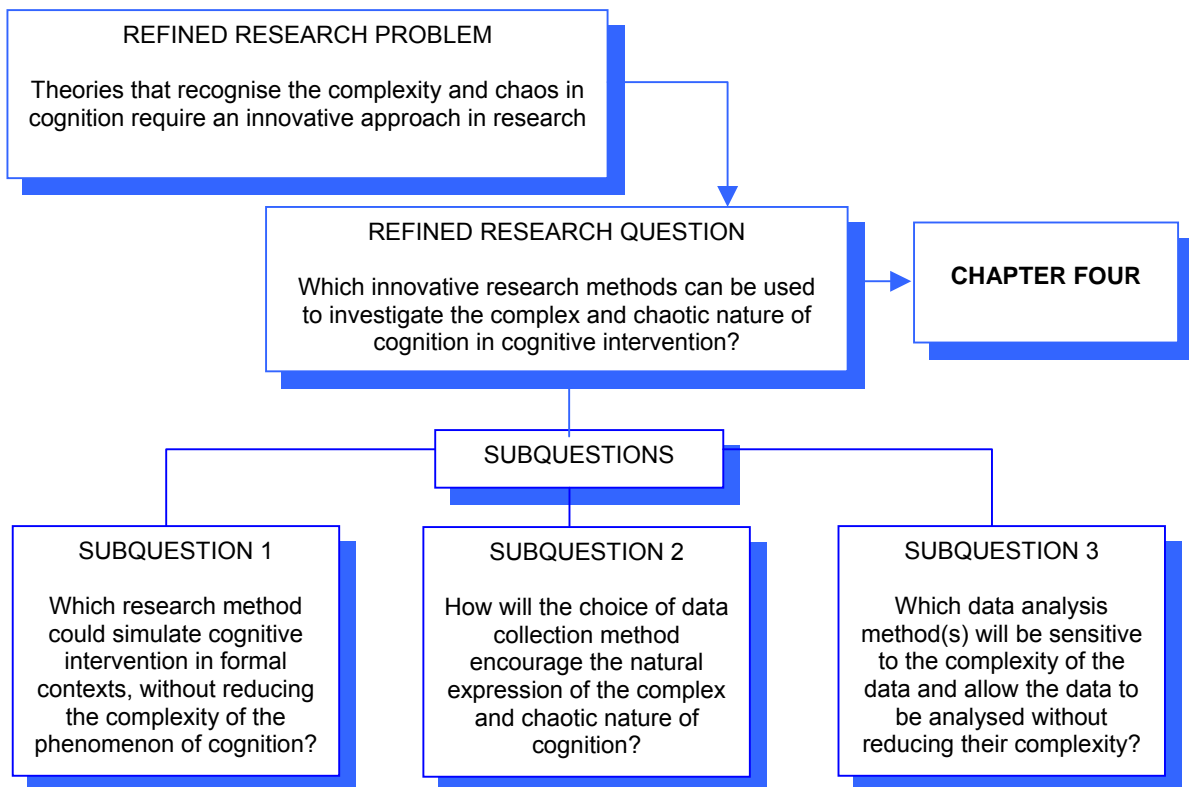 REFINED RESEARCH PROBLEM
Theories that recognise the complexity and chaos in
cognition require an innovative approach in research
REFINED RESEARCH QUESTION
Which innovative research methods can be used
to investigate the complex and chaotic nature of
cognition in cognitive intervention?
CHAPTER FOUR
SUBQUESTIONS
SUBQUESTION 1
Which research method
could simulate cognitive
intervention in formal
contexts, without reducing
the complexity of the
phenomenon of cognition?
SUBQUESTION 2
How will the choice of data
collection method
encourage the natural
expression of the complex
and chaotic nature of
cognition?
SUBQUESTION 3
Which data analysis
method(s) will be sensitive
to the complexity of the
data and allow the data to
be analysed without
reducing their complexity?